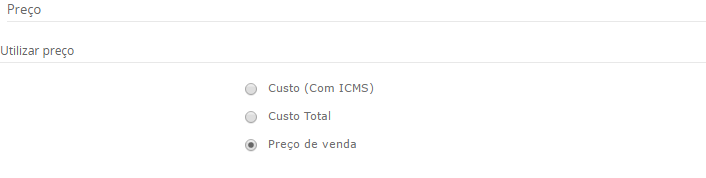 Preço
Utilizar preço
Custo (Com ICMS)
Custo Total
Preço de venda